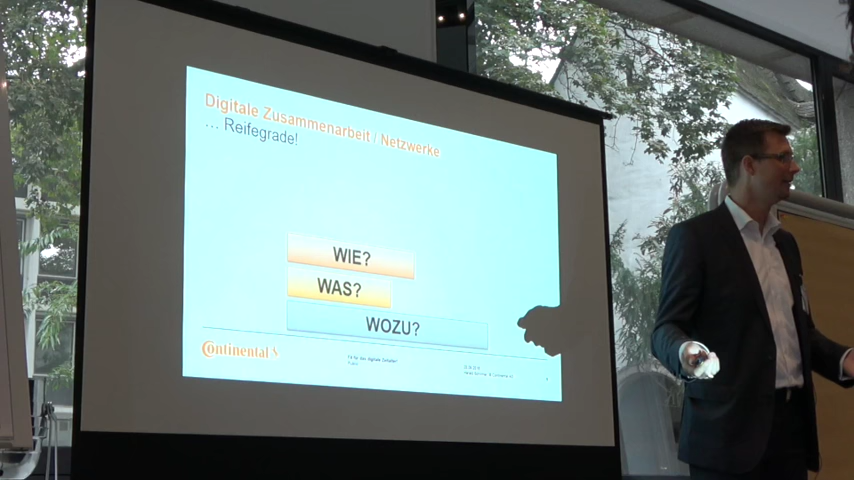 Digitale Zusammenarbeit / Netzwerke
... Reifegrade!
WIE?
WAS?
WOZU?
Continental